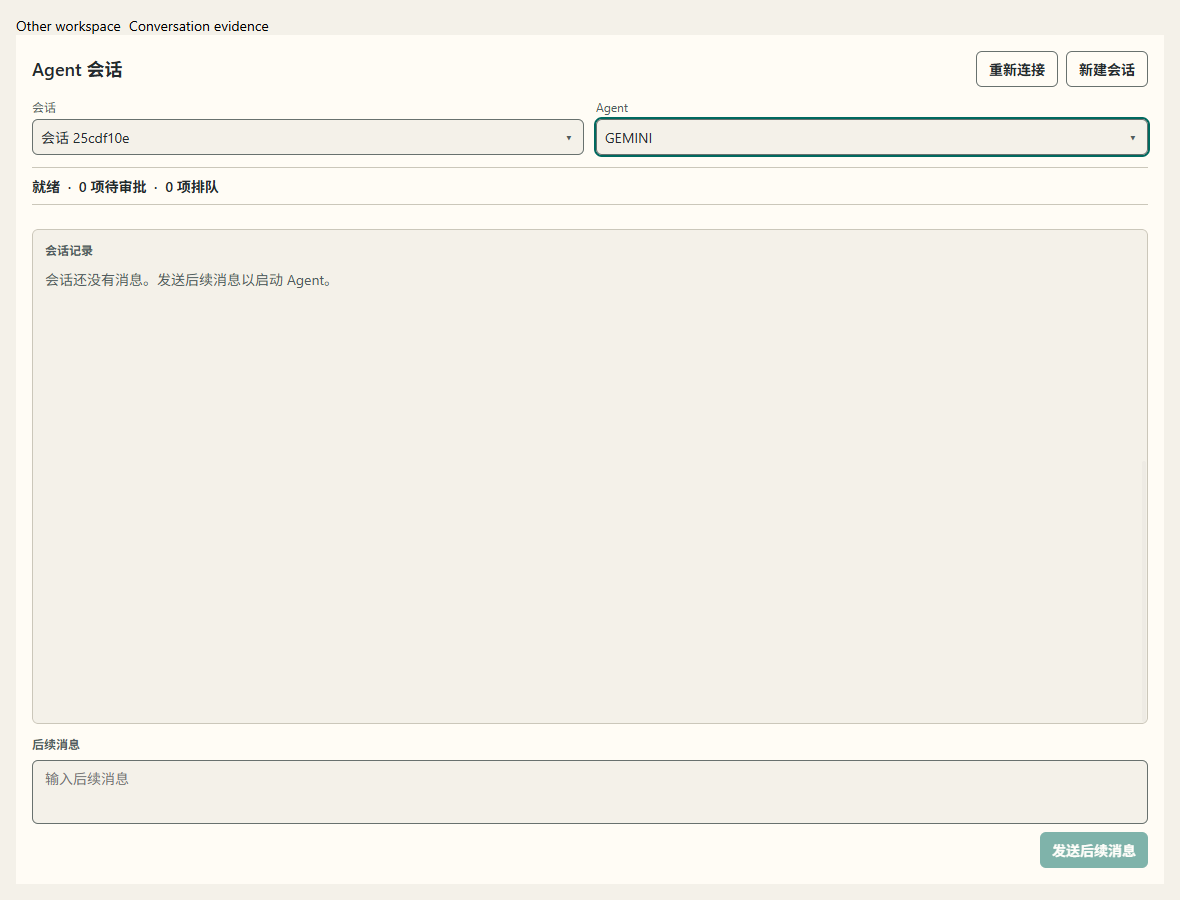 Other workspace Conversation evidence
Agent 会话
重新连接 新建会话
会话 Agent
会话 25cdf10e GEMINI
就绪 · 0 项待审批 · 0 项排队
会话记录
会话还没有消息。发送后续消息以启动 Agent。
后续消息
输入后续消息
发送后续消息